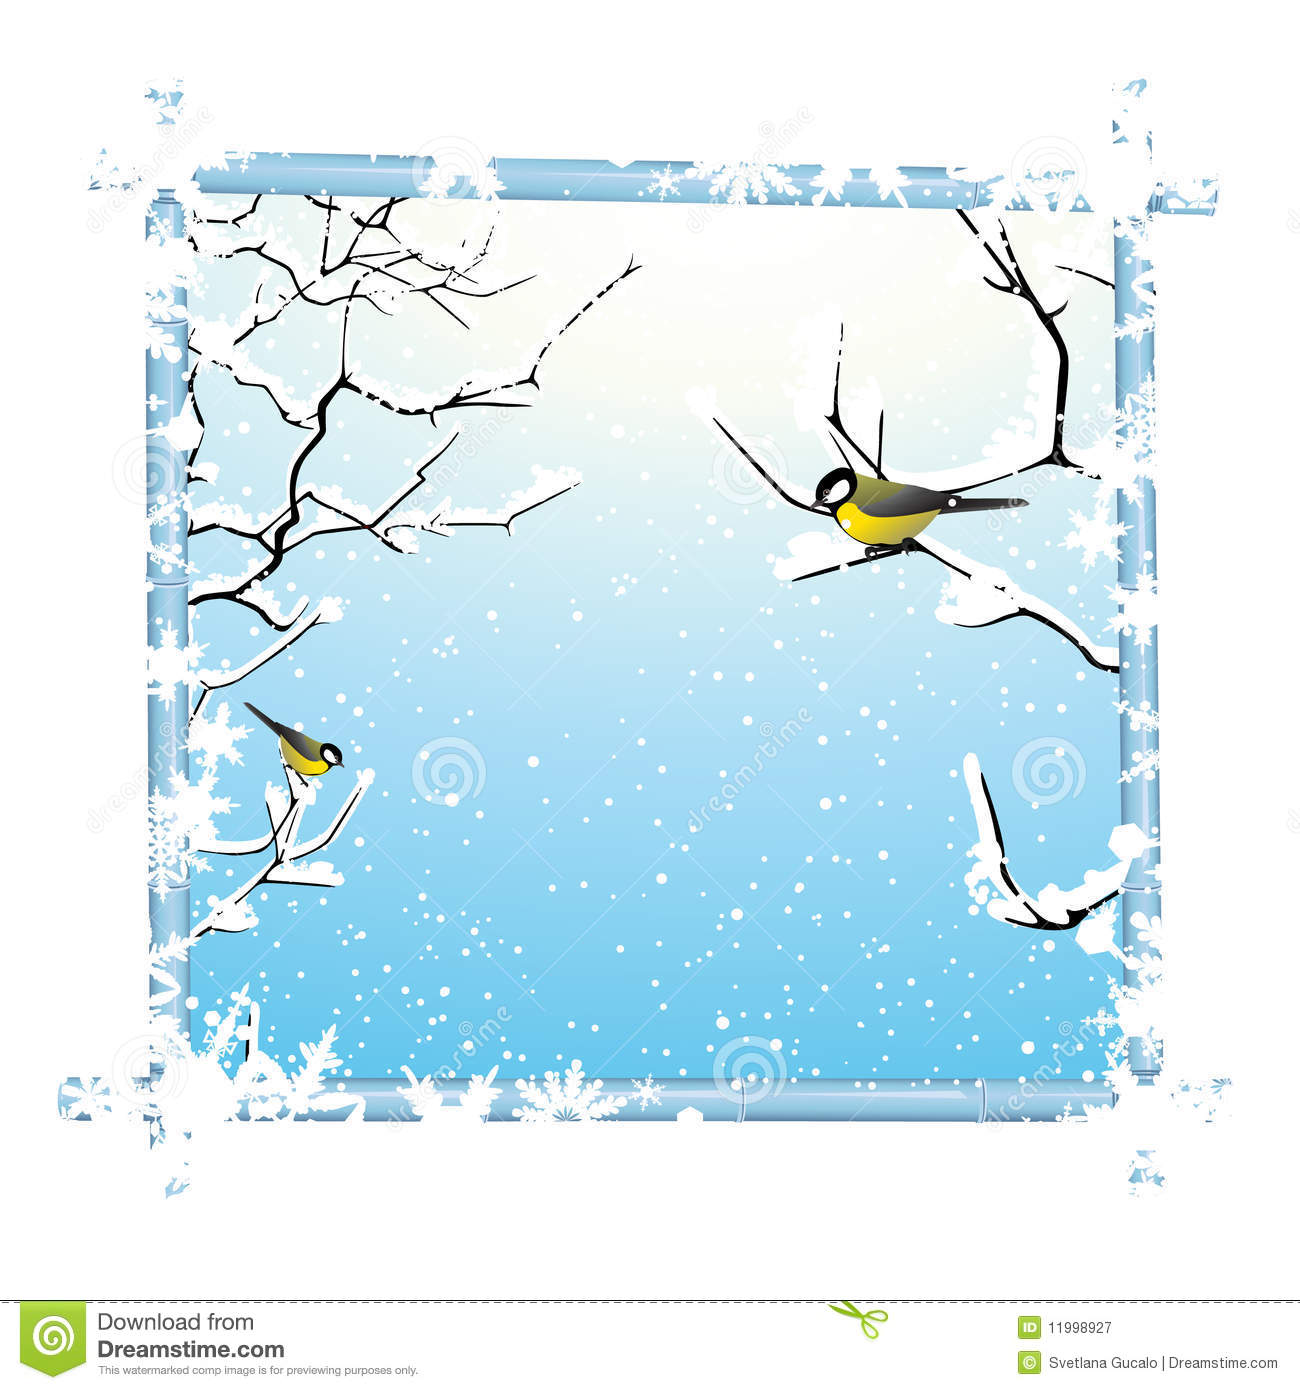 dreamstime
Download from
Dreamstime.com
This watermarked comp image is for previewing purposes only.
ID 11998927
© Svetlana Gucalo | Dreamstime.com